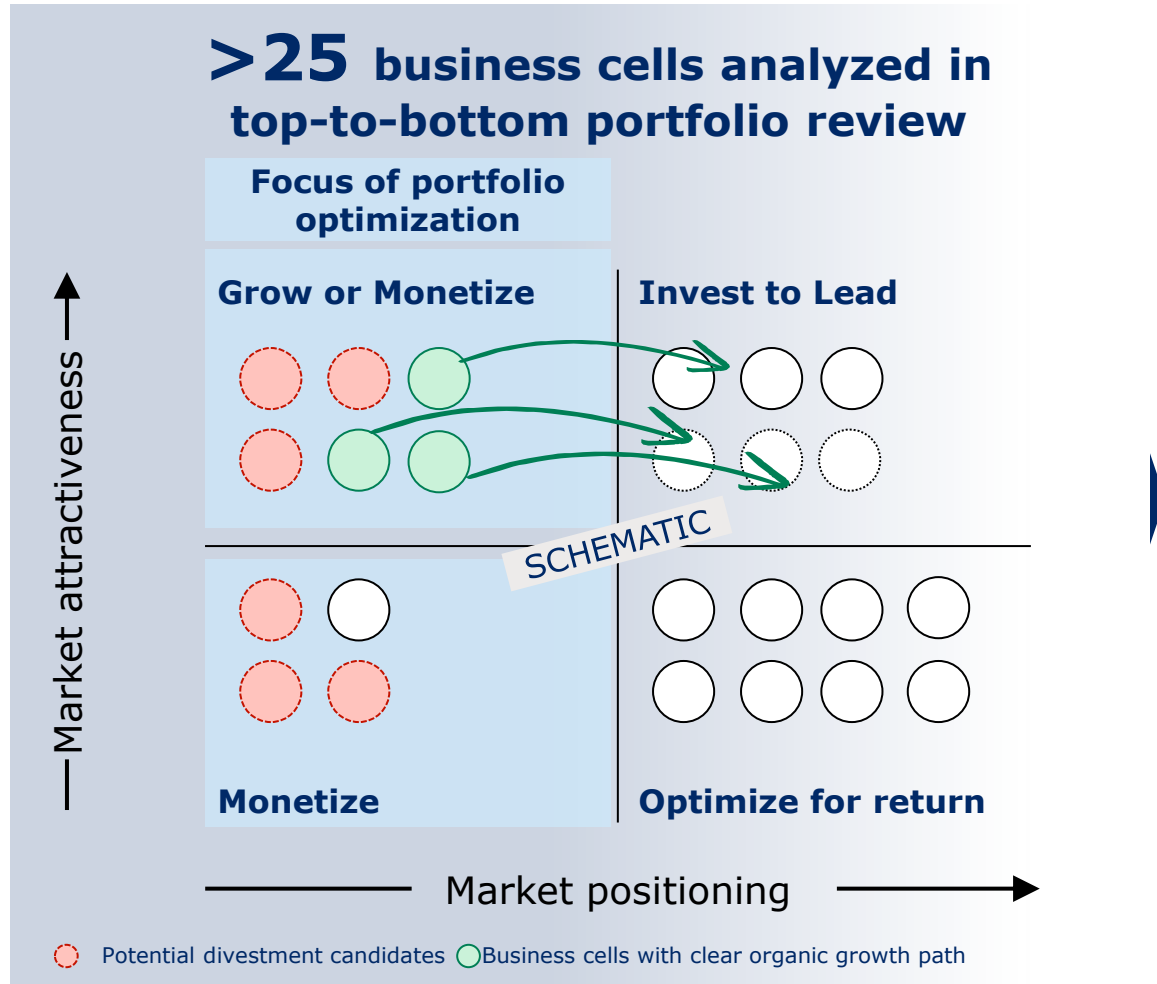 >25 business cells analyzed in
top-to-bottom portfolio review
Focus of portfolio
optimization
Grow or Monetize
Invest to Lead
Market attractiveness
SCHEMATIC
Monetize
Optimize for return
Market positioning
Potential divestment candidates
Business cells with clear organic growth path